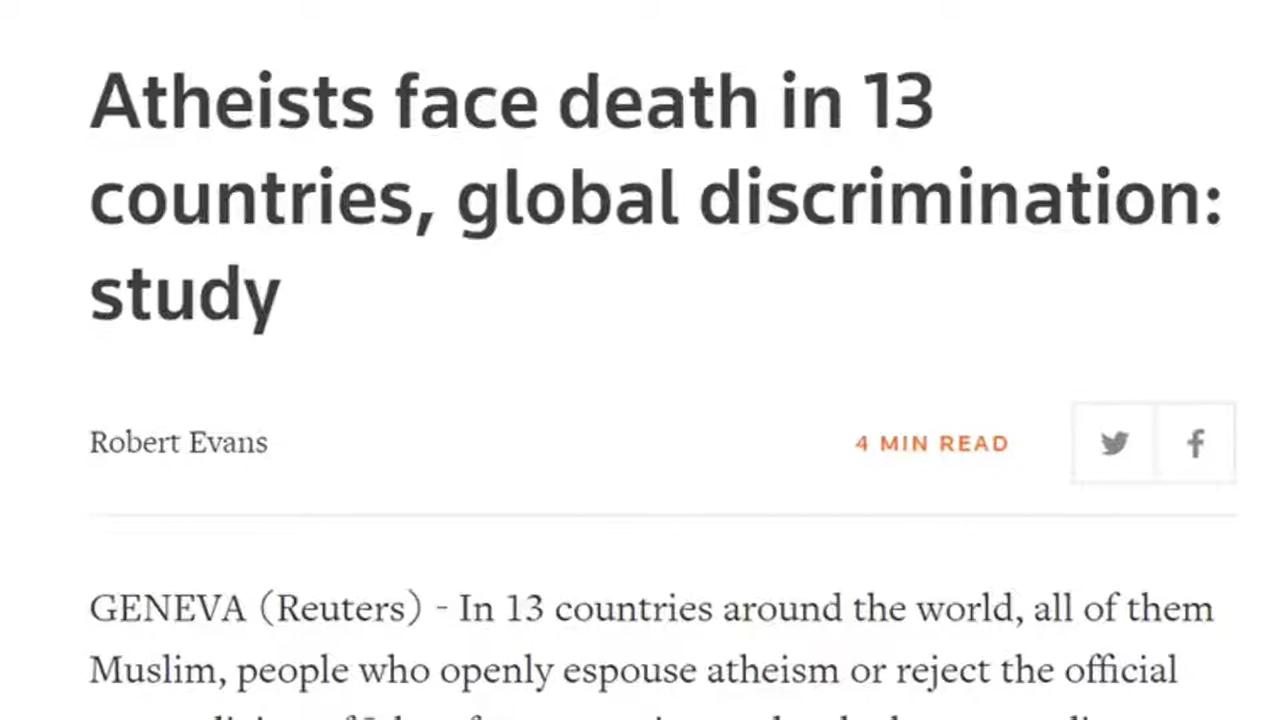 Atheists face death in 13
countries, global discrimination:
study
Robert Evans
4 MIN READ
GENEVA (Reuters) - In 13 countries around the world, all of them
Muslim, people who openly espouse atheism or reject the official